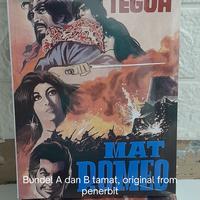 TEGUH
MAT
ROMEO
Bundel A dan B tamat, original from
penerbit